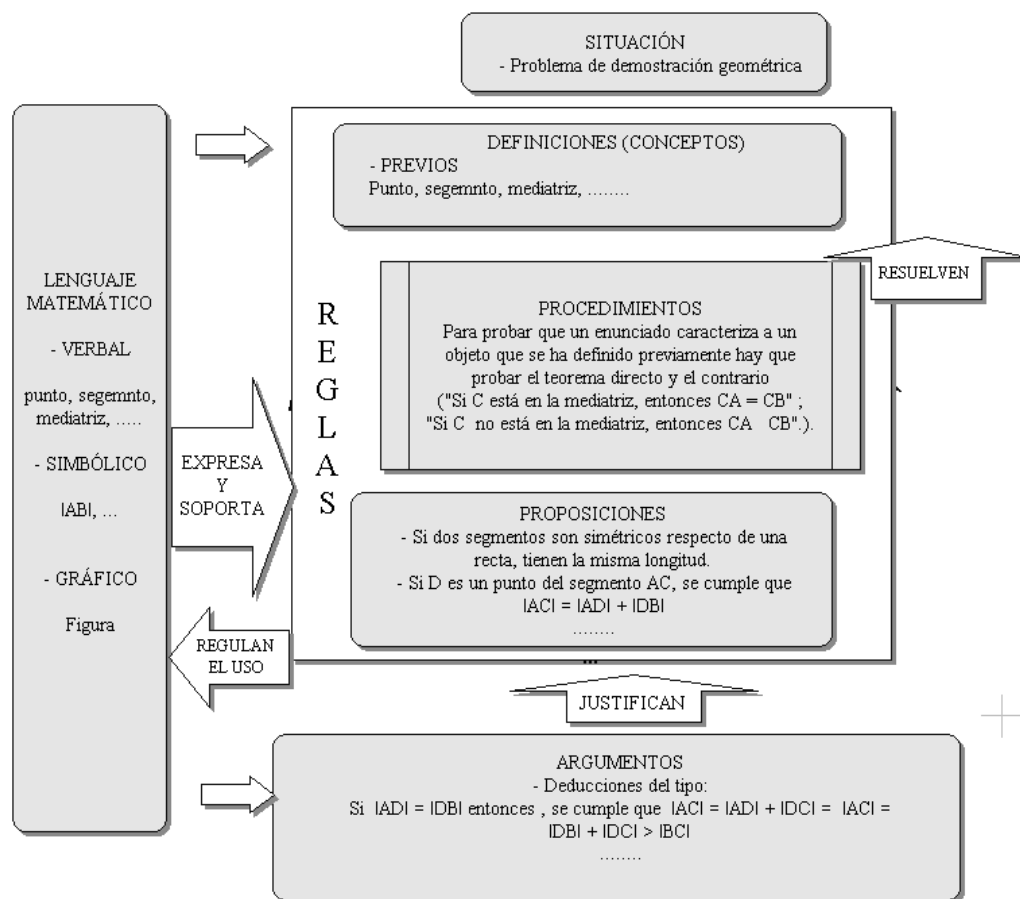 SITUACIÓN
- Problema de demostración geométrica
DEFINICIONES (CONCEPTOS)
- PREVIOS
Punto, segemnto, mediatriz, ........
LENGUAJE
MATEMÁTICO
- VERBAL
punto, segemnto,
mediatriz, .....
- SIMBÓLICO
|AB|, ...
- GRÁFICO
Figura
EXPRESA
Y
SOPORTA
REGULAN
EL USO
REGLAS
RESUELVEN
PROCEDIMIENTOS
Para probar que un enunciado caracteriza a un
objeto que se ha definido previamente hay que
probar el teorema directo y el contrario
("Si C está en la mediatriz, entonces CA = CB" ;
"Si C no está en la mediatriz, entonces CA CB".).
PROPOSICIONES
- Si dos segmentos son simétricos respecto de una
recta, tienen la misma longitud.
- Si D es un punto del segmento AC, se cumple que
|AC| = |AD| + |DB|
........
...
JUSTIFICAN
ARGUMENTOS
- Deducciones del tipo:
Si |AD| = |DB| entonces , se cumple que |AC| = |AD| + |DC| = |AC| =
|DB| + |DC| > |BC|
........